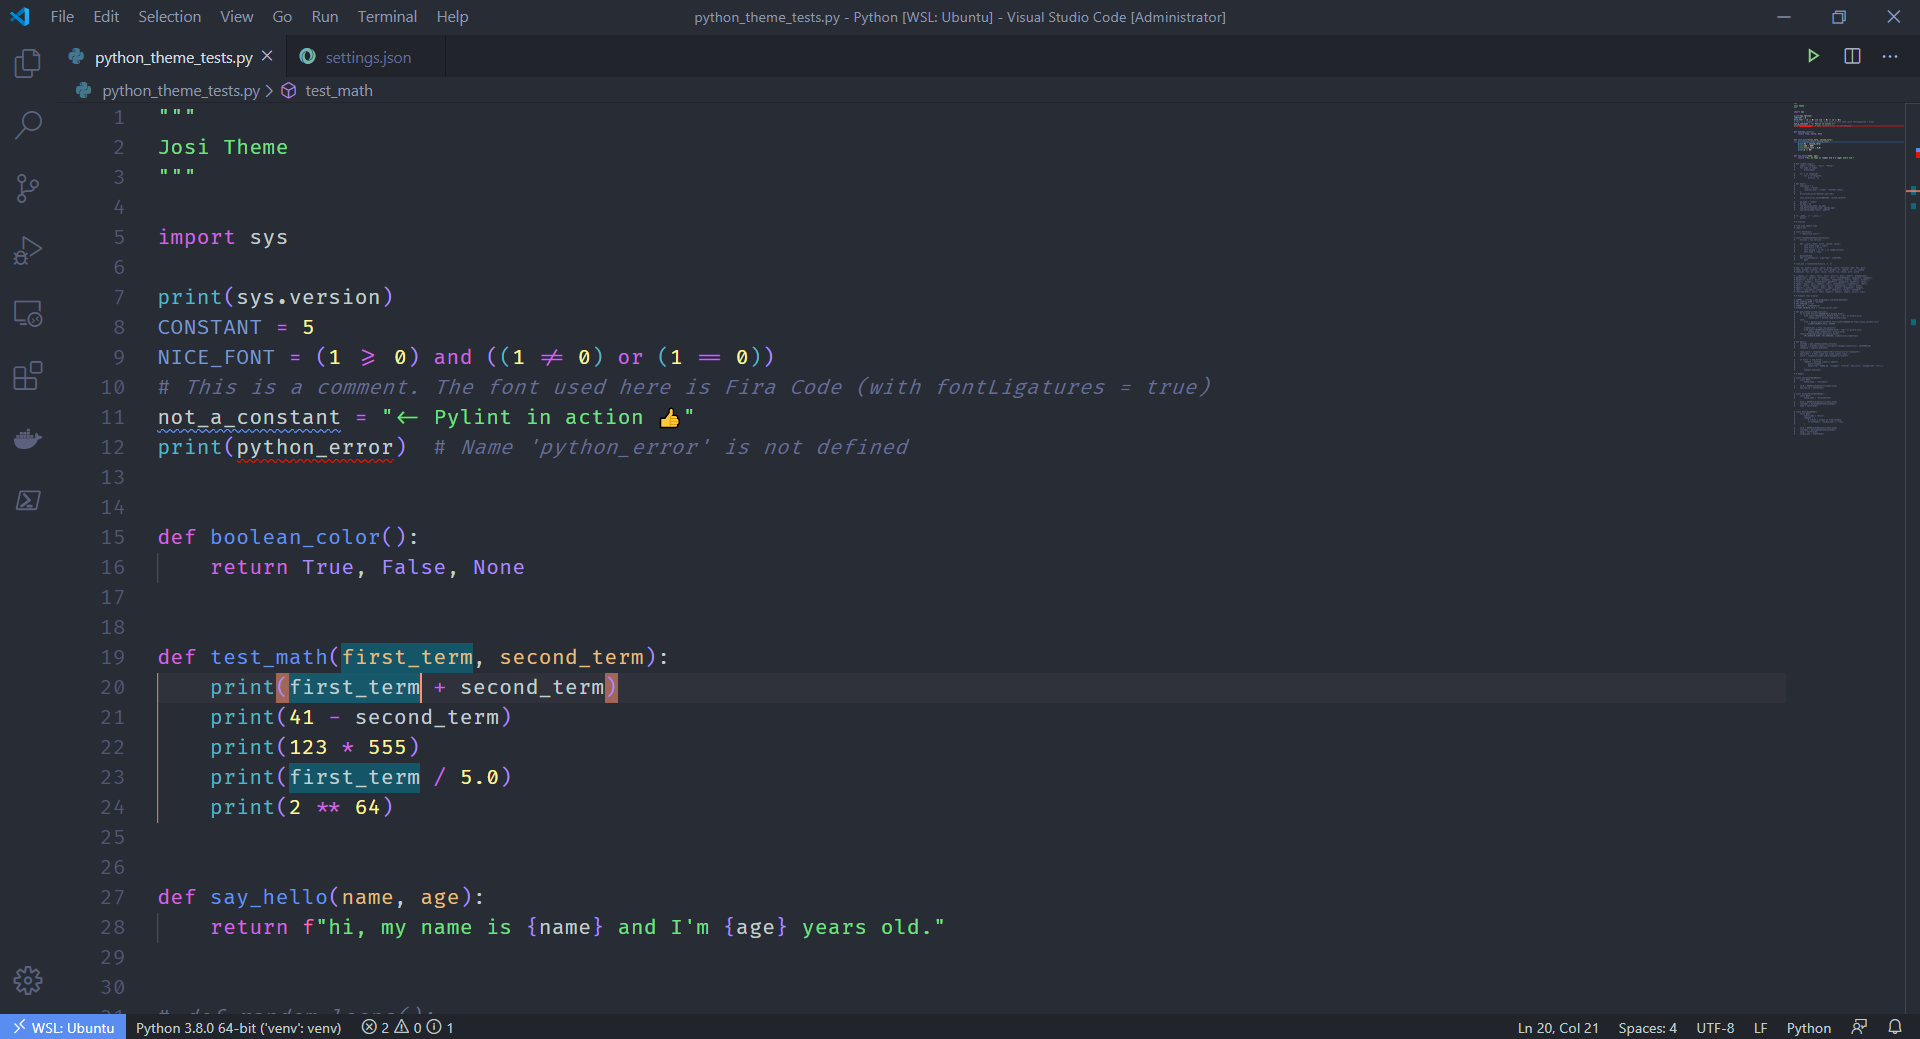 File Edit Selection View Go Run Terminal Help
python_theme_tests.py - Python [WSL: Ubuntu] - Visual Studio Code [Administrator]
python_theme_tests.py
settings.json
python_theme_tests.py > test_math
1 """
2 Josi Theme
3 """
4
5 import sys
6
7 print(sys.version)
8 CONSTANT = 5
9 NICE_FONT = (1 ⩾ 0) and ((1 ≠ 0) or (1 == 0))
10 # This is a comment. The font used here is Fira Code (with fontLigatures = true)
11 not_a_constant = "← Pylint in action 👍"
12 print(python_error)  # Name 'python_error' is not defined
13
14
15 def boolean_color():
16     return True, False, None
17
18
19 def test_math(first_term, second_term):
20     print(first_term + second_term)
21     print(41 - second_term)
22     print(123 * 555)
23     print(first_term / 5.0)
24     print(2 ** 64)
25
26
27 def say_hello(name, age):
28     return f"hi, my name is {name} and I'm {age} years old."
29
30
31 # def random_loops():
WSL: Ubuntu Python 3.8.0 64-bit ('venv': venv) 2 0 1 Ln 20, Col 21 Spaces: 4 UTF-8 LF Python